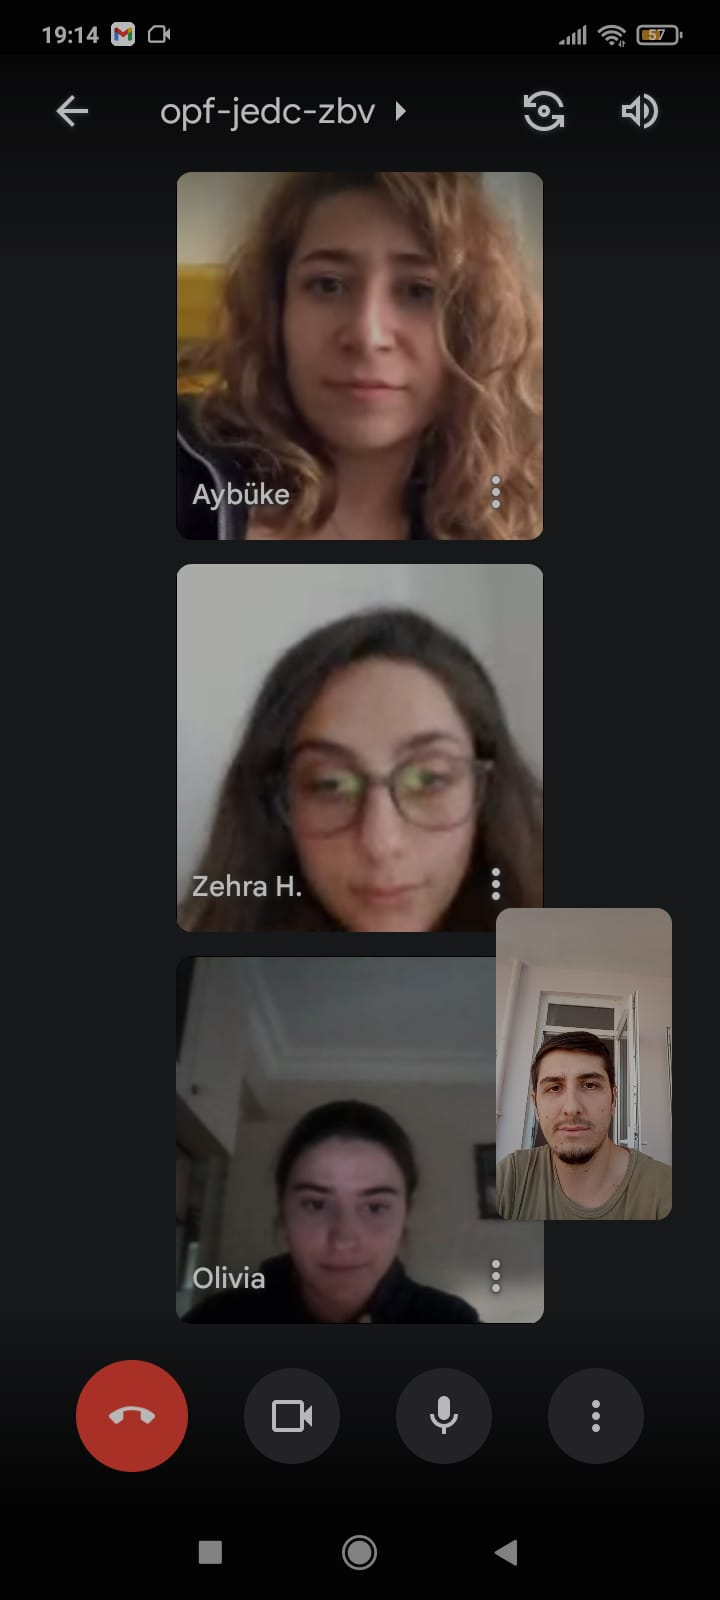 19:14
57
opf-jedc-zbv
Aybüke
Zehra H.
Olivia